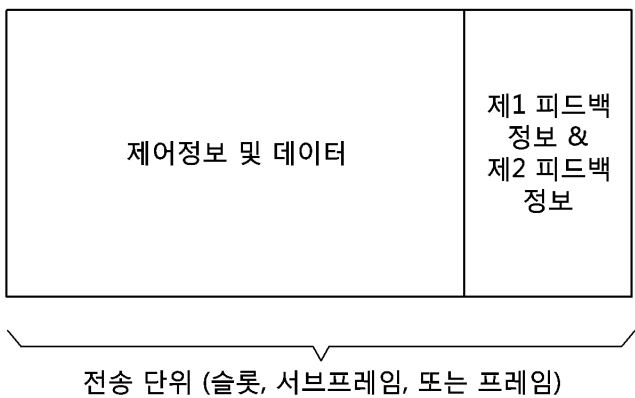 제어정보 및 데이터
제1 피드백
정보 &
제2 피드백
정보
전송 단위 (슬롯, 서브프레임, 또는 프레임)